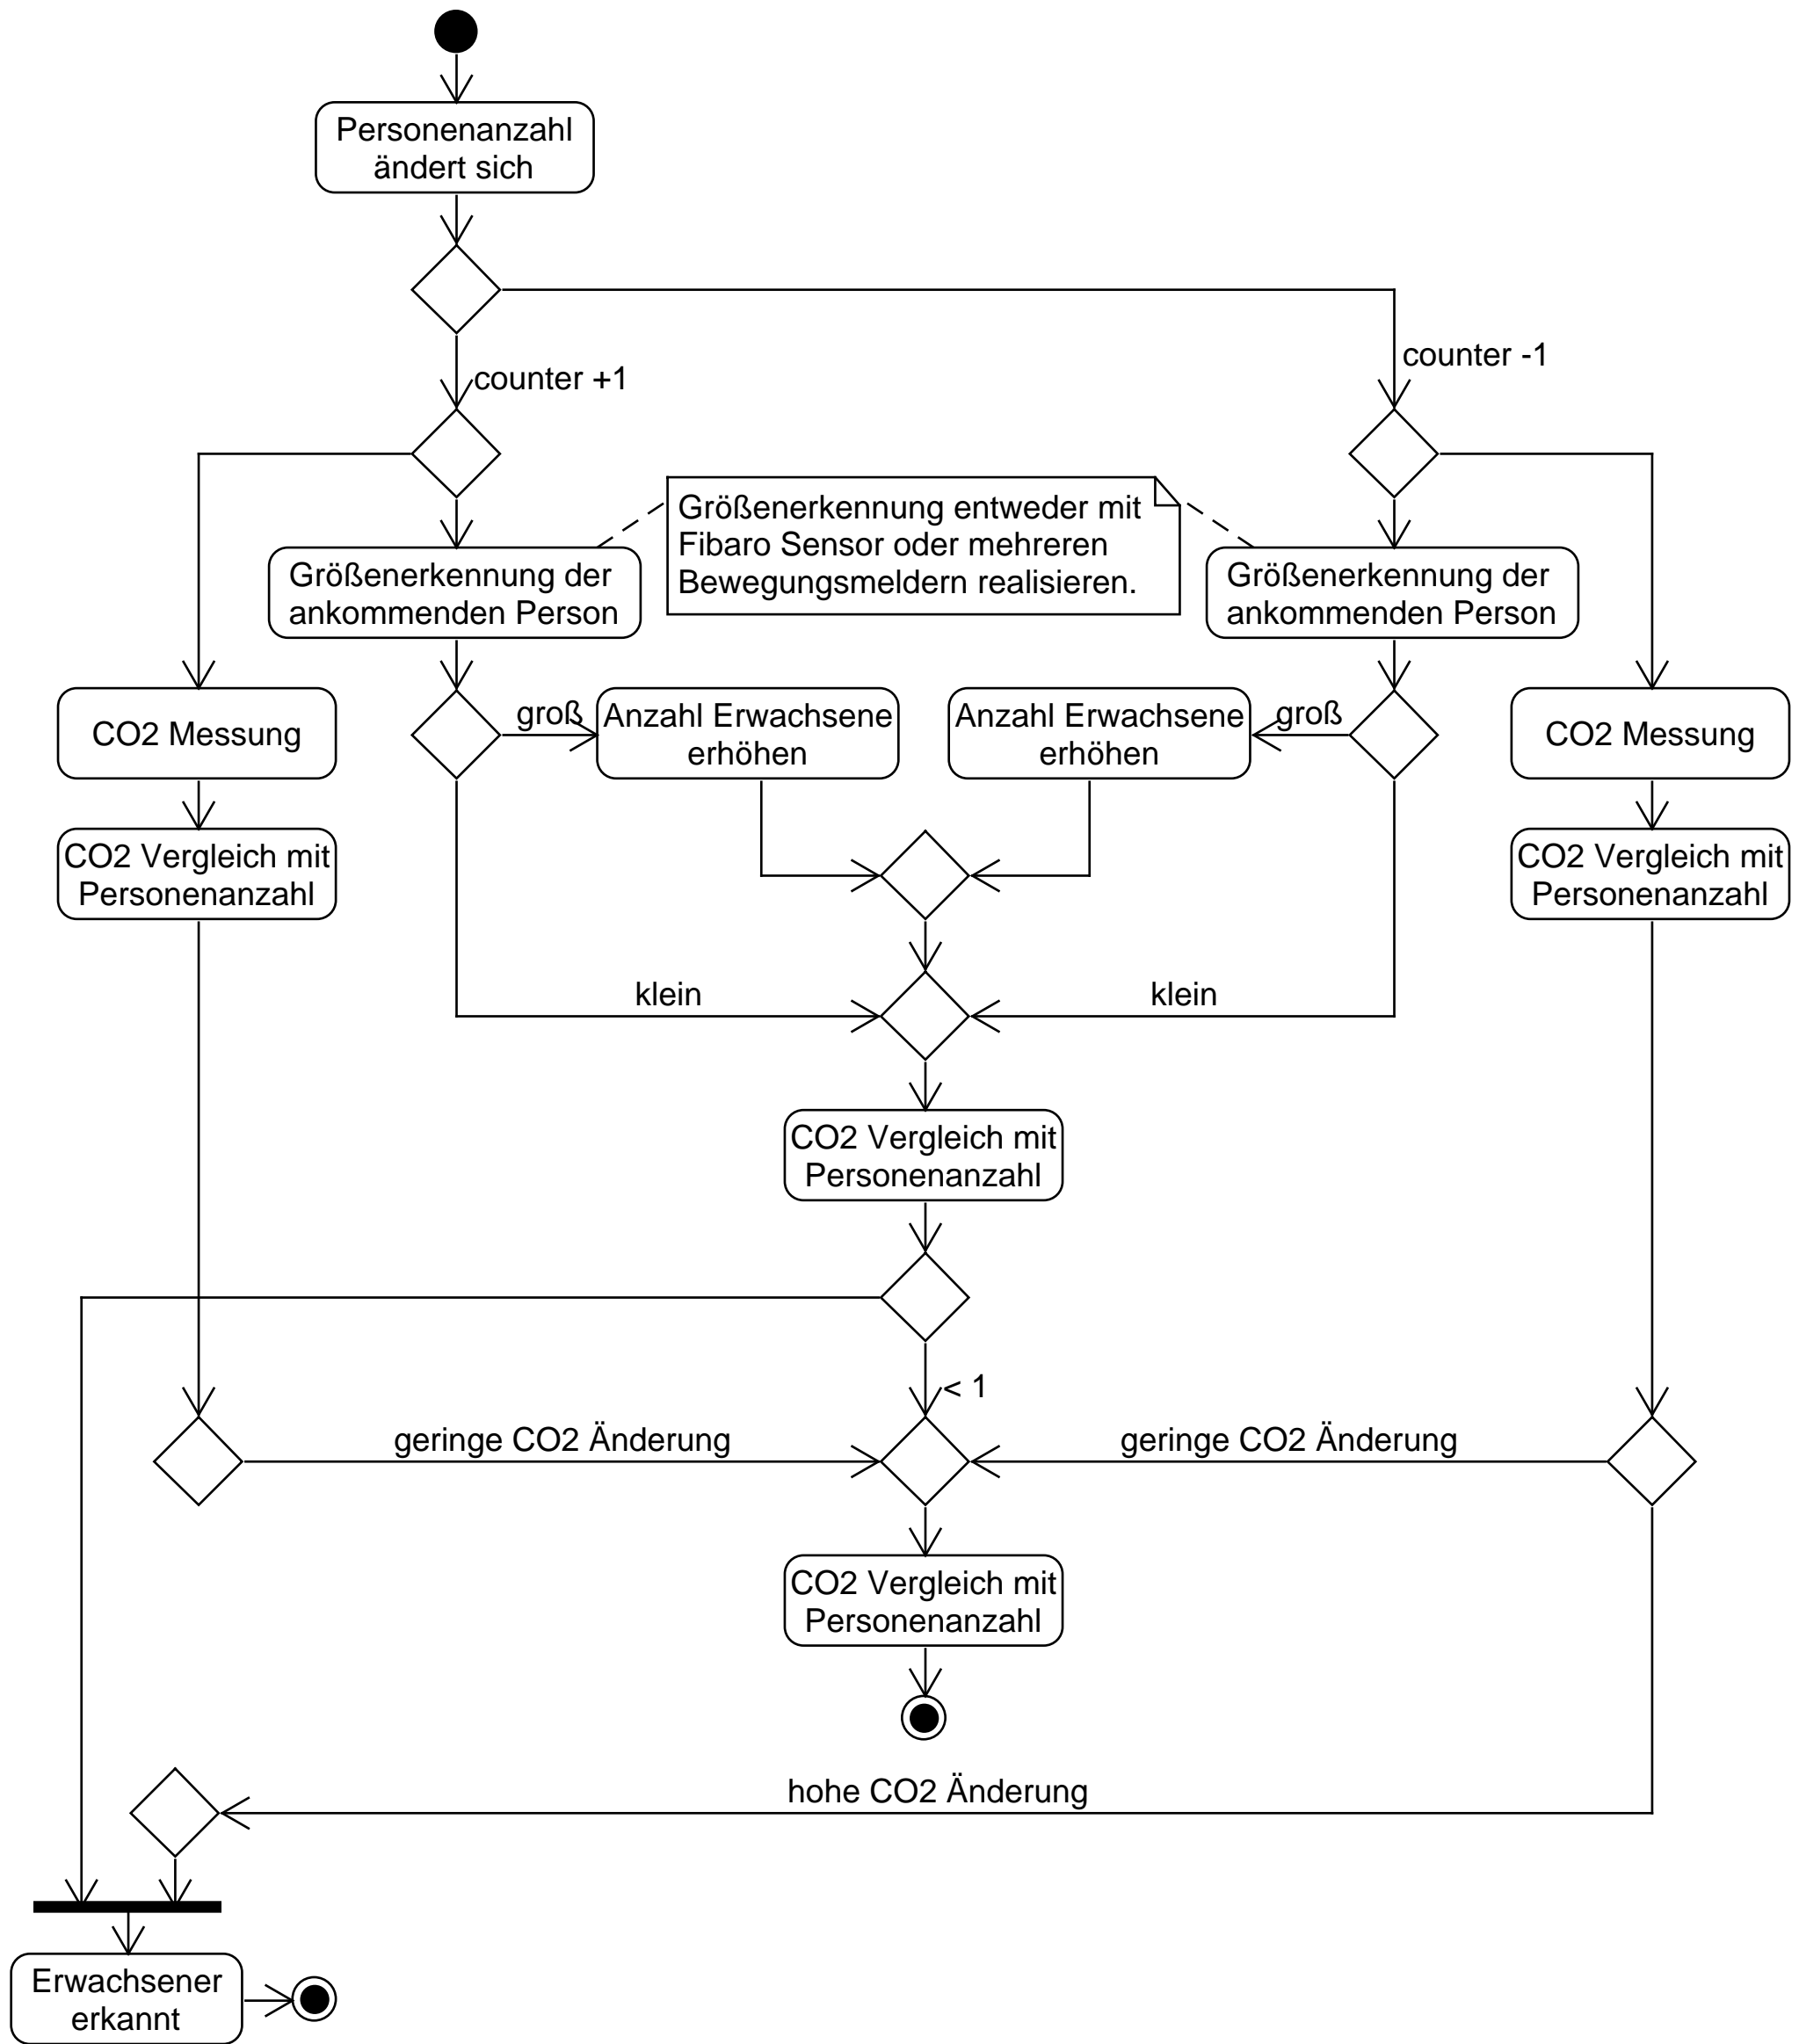 Personenanzahl
ändert sich
counter -1
counter +1
Größenerkennung entweder mit
Fibaro Sensor oder mehreren
Bewegungsmeldern realisieren.
Größenerkennung der
ankommenden Person
Größenerkennung der
ankommenden Person
CO2 Messung
groß
Anzahl Erwachsene
erhöhen
Anzahl Erwachsene
erhöhen
groß
CO2 Messung
CO2 Vergleich mit
Personenanzahl
CO2 Vergleich mit
Personenanzahl
klein
klein
CO2 Vergleich mit
Personenanzahl
< 1
geringe CO2 Änderung
geringe CO2 Änderung
CO2 Vergleich mit
Personenanzahl
hohe CO2 Änderung
Erwachsener
erkannt